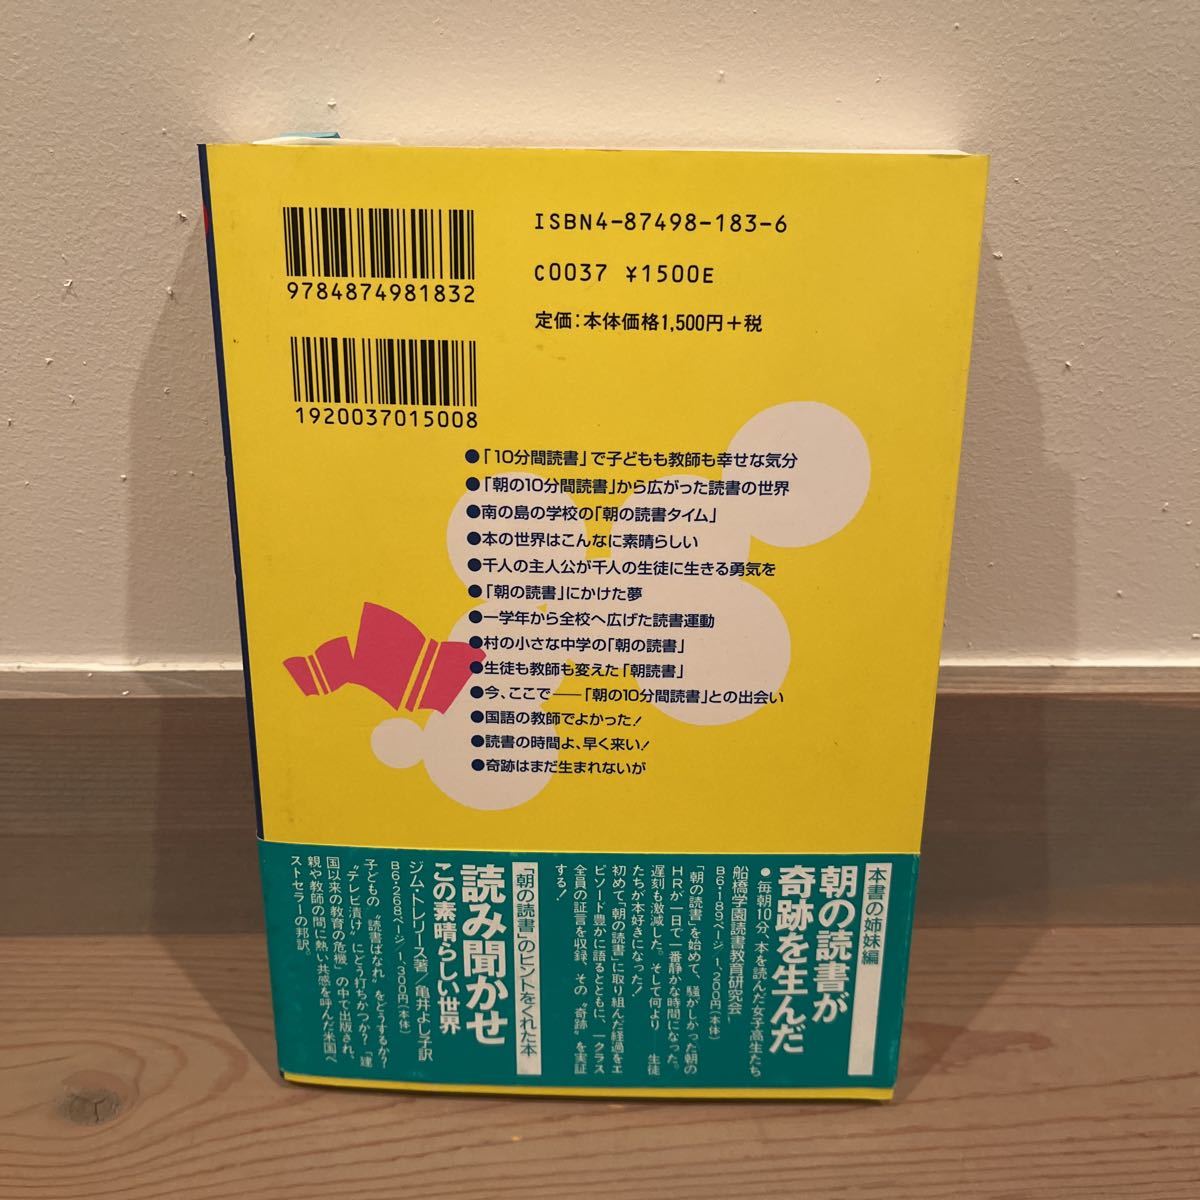 9784874981832
ISBN4-87498-183-6
C0037 ¥1500E
定価:本体価格1,500円+税
1920037015008
●「10分間読書」で子どもも教師も幸せな気分
●「朝の10分間読書」から広がった読書の世界
●南の島の学校の「朝の読書タイム」
●本の世界はこんなに素晴らしい
●千人の主人公が千人の生徒に生きる勇気を
●「朝の読書」にかけた夢
●一学年から全校へ広げた読書運動
●村の小さな中学の「朝の読書」
●生徒も教師も変えた「朝読書」
●今、ここで――「朝の10分間読書」との出会い
●国語の教師でよかった!
●読書の時間よ、早く来い!
●奇跡はまだ生まれないが
本書の姉妹編
朝の読書が
奇跡を生んだ
●毎朝10分、本を読んだ女子高生たち
船橋学園読書教育研究会
B6・189ページ/1,200円(本体)
「朝の読書」を始めて、騒がしかった朝の
HRが一日で一番静かな時間になった。
遅刻も激減した。そして何より――生徒
たちが本好きになった!
初めて「朝の読書」に取り組んだ経過をエ
ピソード豊かに語るとともに、一クラス
全員の証言を収録、その〝奇跡〟を実証
する!
「朝の読書」のヒントをくれた本
読み聞かせ
この素晴らしい世界
ジム・トレリース著/亀井よし子訳
B6・268ページ/1,300円(本体)
子どもの〝読書ばなれ〟をどうするか?
〝テレビ漬け〟にどう打ちかつか?「建
国以来の教育の危機」の中で出版され、
親や教師の間に熱い共感を呼んだ米国ベ
ストセラーの邦訳。